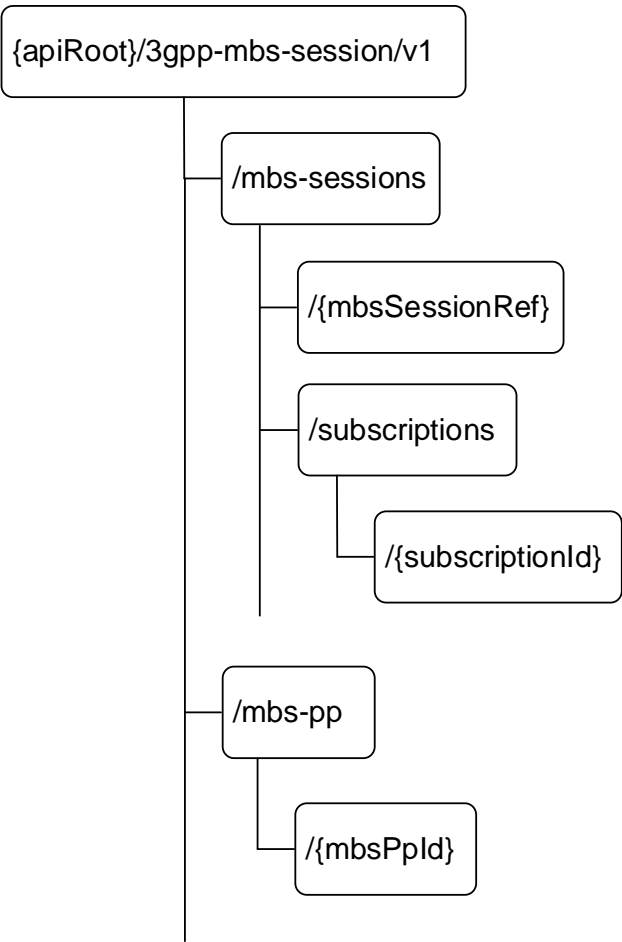 {apiRoot}/3gpp-mbs-session/v1
/mbs-sessions
/{mbsSessionRef}
/subscriptions
/{subscriptionId}
/mbs-pp
/{mbsPpId}